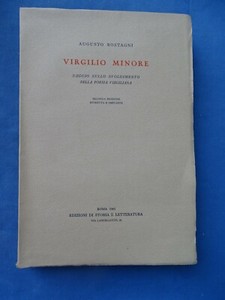 AUGUSTO ROSTAGNI
VIRGILIO MINORE
SAGGIO SULLO SVOLGIMENTO
DELLA POESIA VIRGILIANA
SECONDA EDIZIONE
RIVEDUTA E AMPLIATA
ROMA 1961
EDIZIONI DI STORIA E LETTERATURA